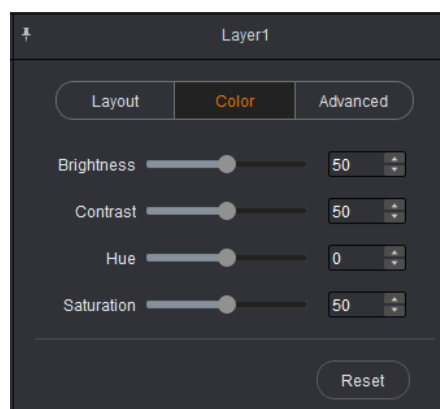 Layer1
Layout Color Advanced
Brightness 50
Contrast 50
Hue 0
Saturation 50
Reset